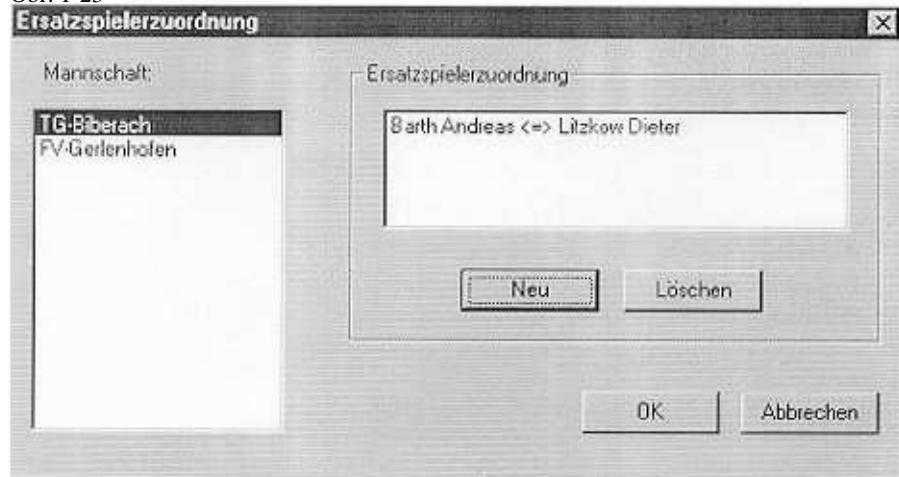 Ersatzspielerzuordnung
Mannschaft:
TG-Biberach
FV-Gerlenhofen
Ersatzspielerzuordnung
Barth Andreas <=> Litzkow Dieter
Neu
Löschen
OK
Abbrechen